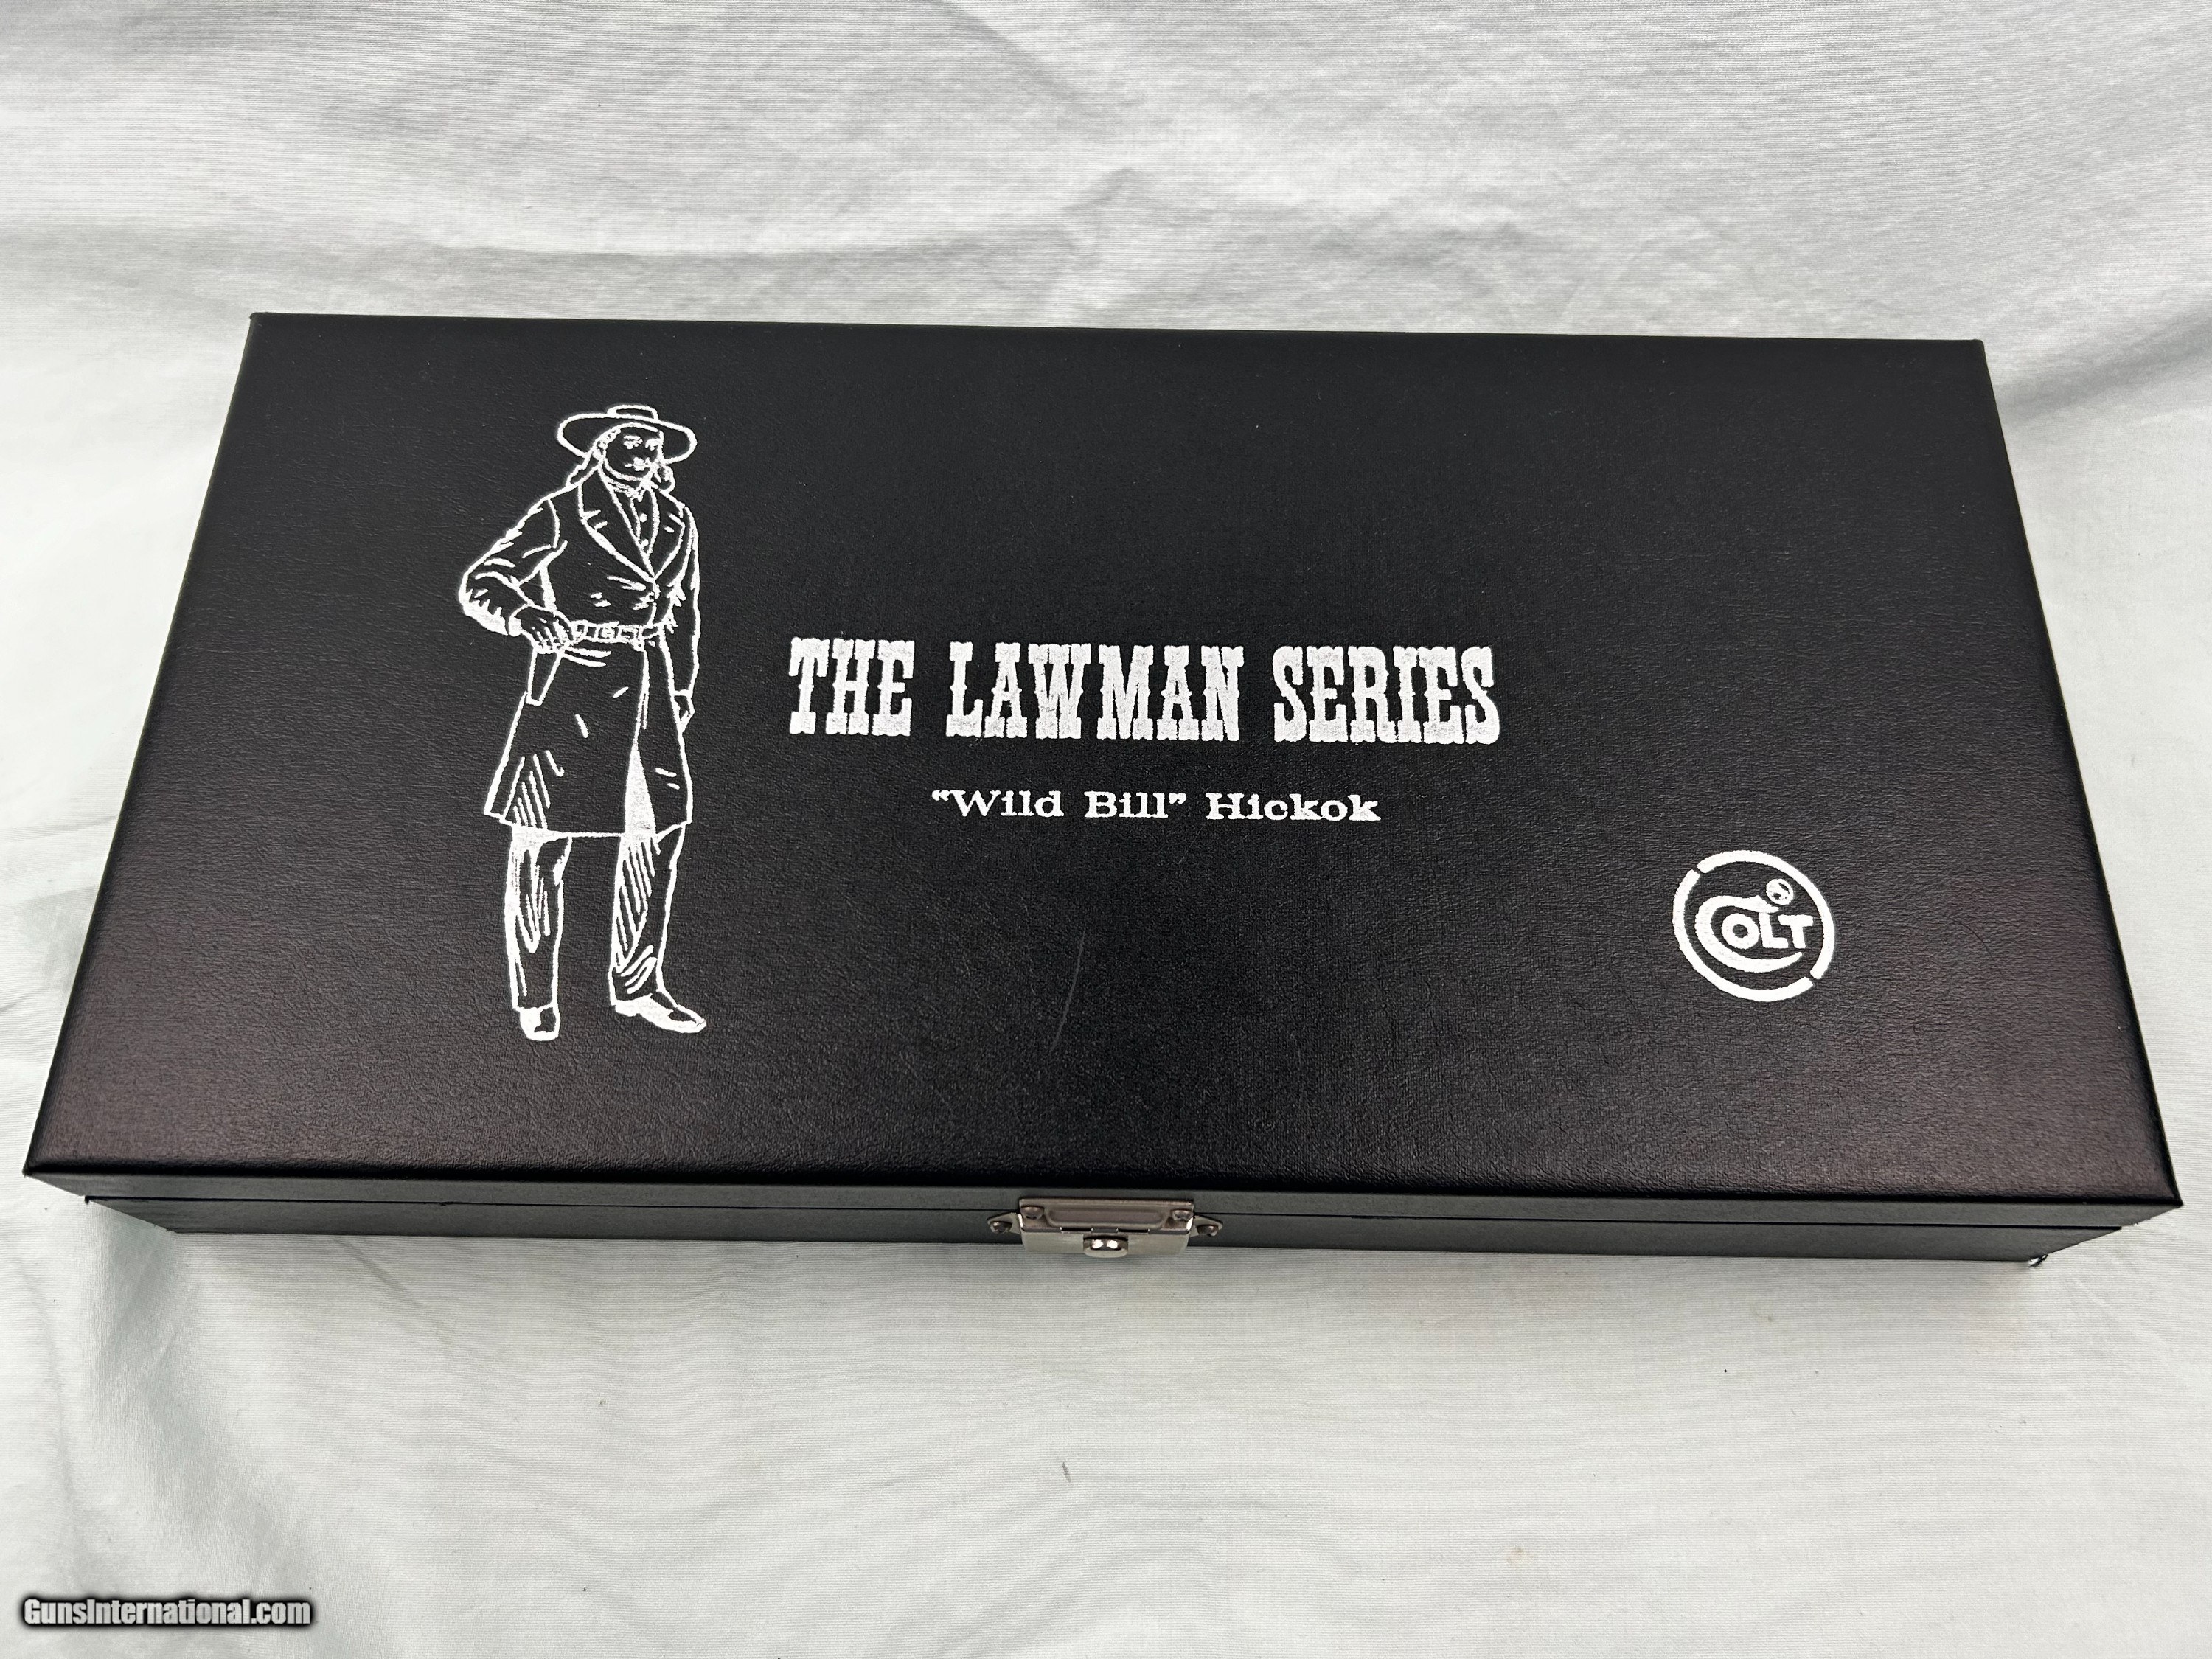 THE LAWMAN SERIES
“Wild Bill” Hickok
COLT
GunsInternational.com